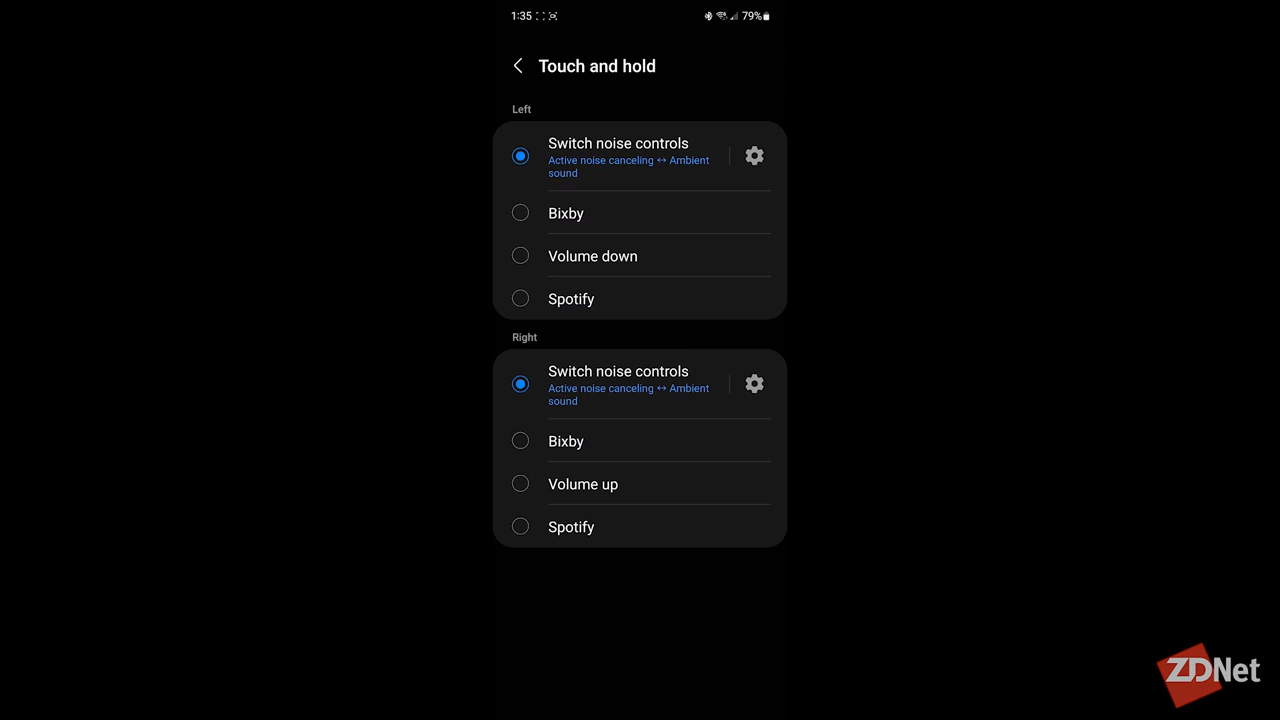 1:35
79%
Touch and hold
Left
Switch noise controls
Active noise canceling ↔ Ambient
sound
Bixby
Volume down
Spotify
Right
Switch noise controls
Active noise canceling ↔ Ambient
sound
Bixby
Volume up
Spotify
ZDNet